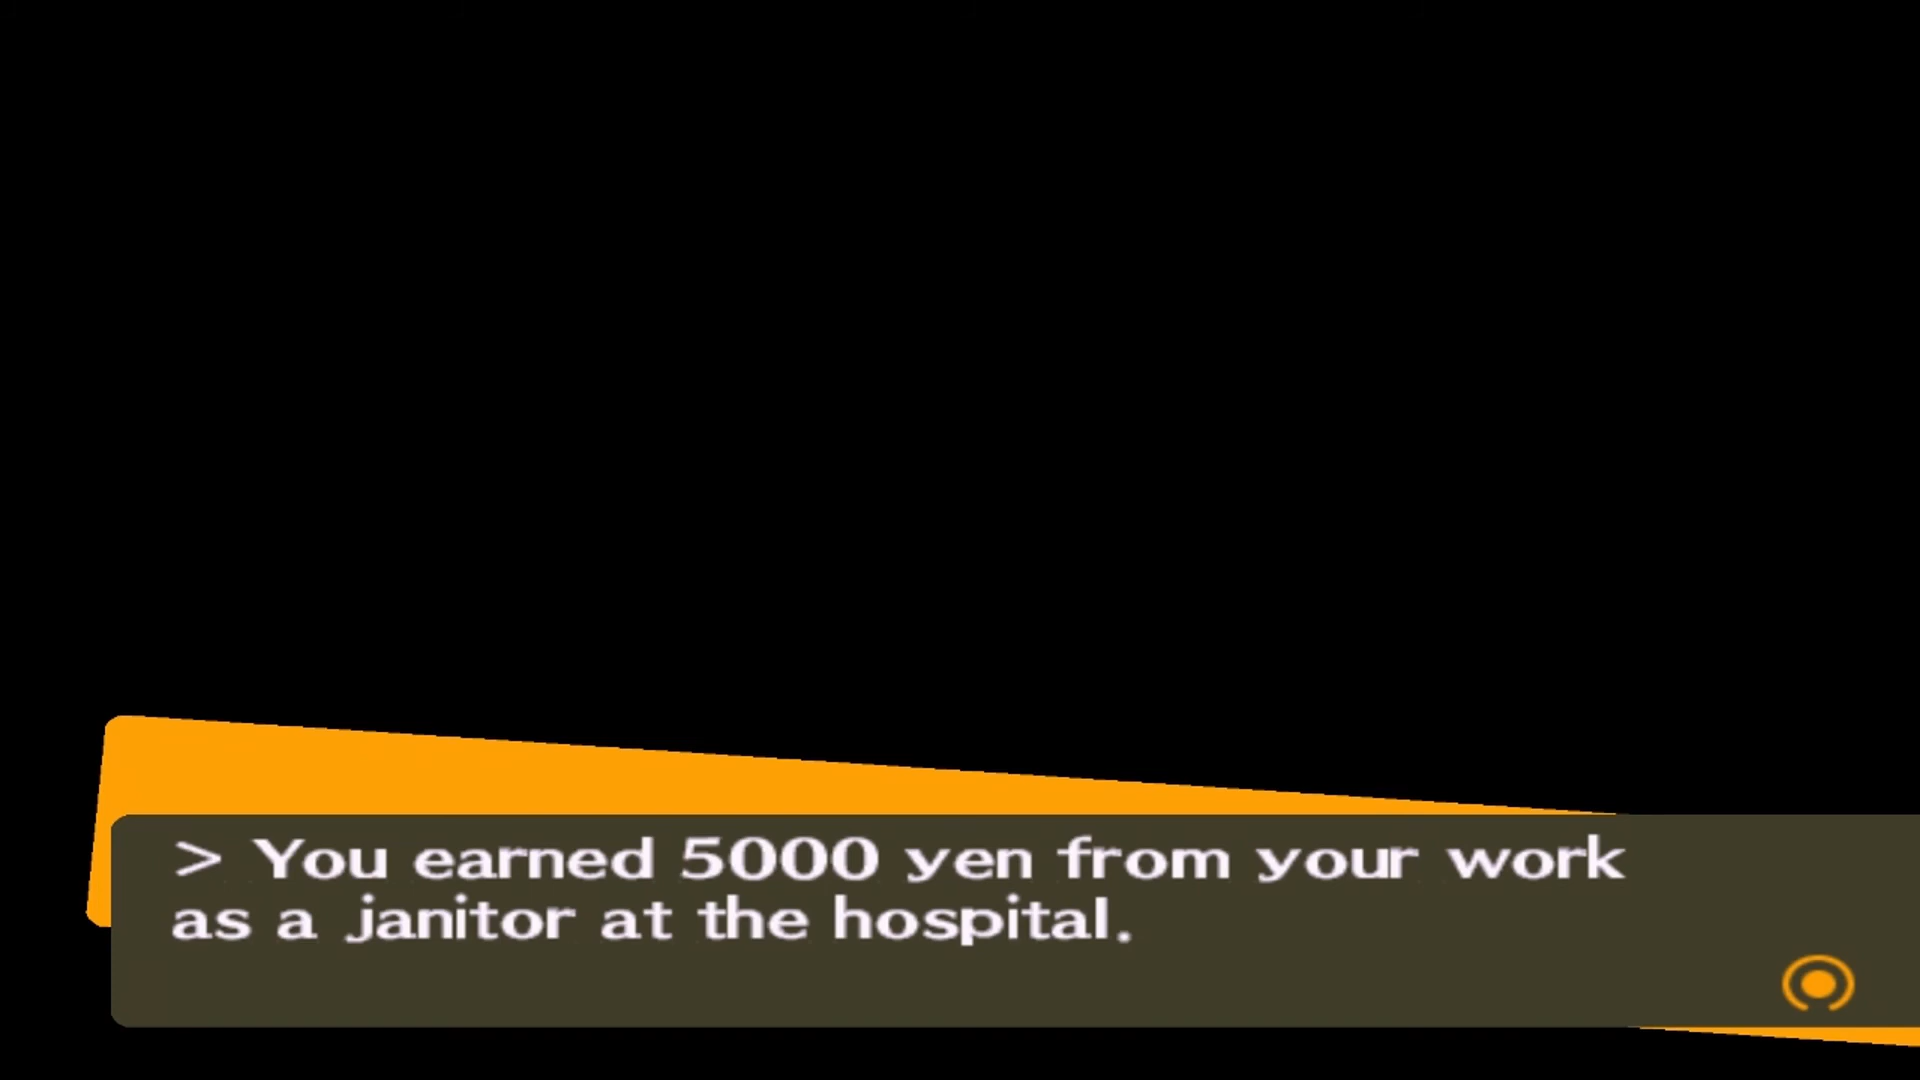 > You earned 5000 yen from your work
as a janitor at the hospital.